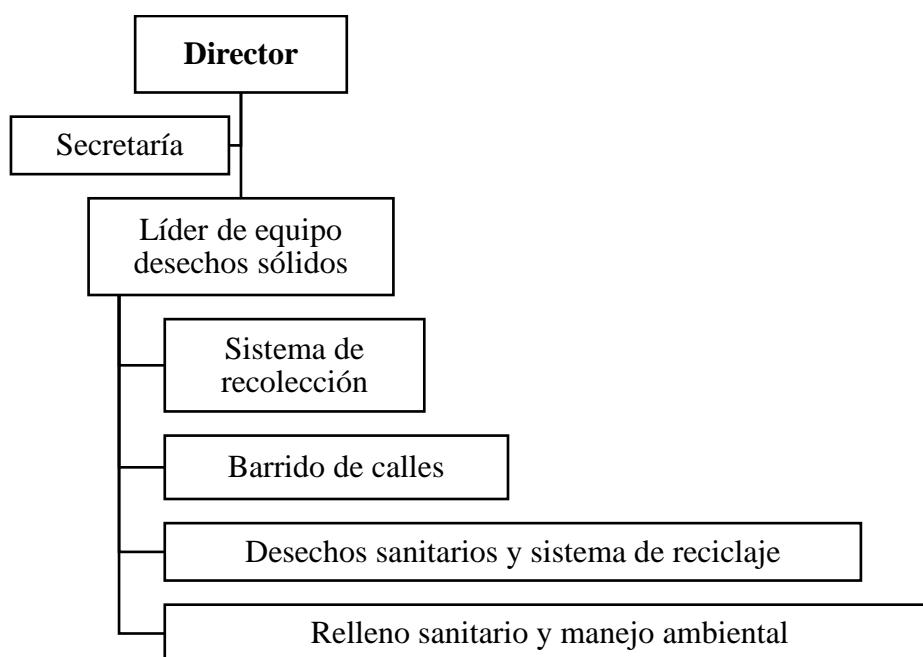 Director
Secretaría
Líder de equipo
desechos sólidos
Sistema de
recolección
Barrido de calles
Desechos sanitarios y sistema de reciclaje
Relleno sanitario y manejo ambiental